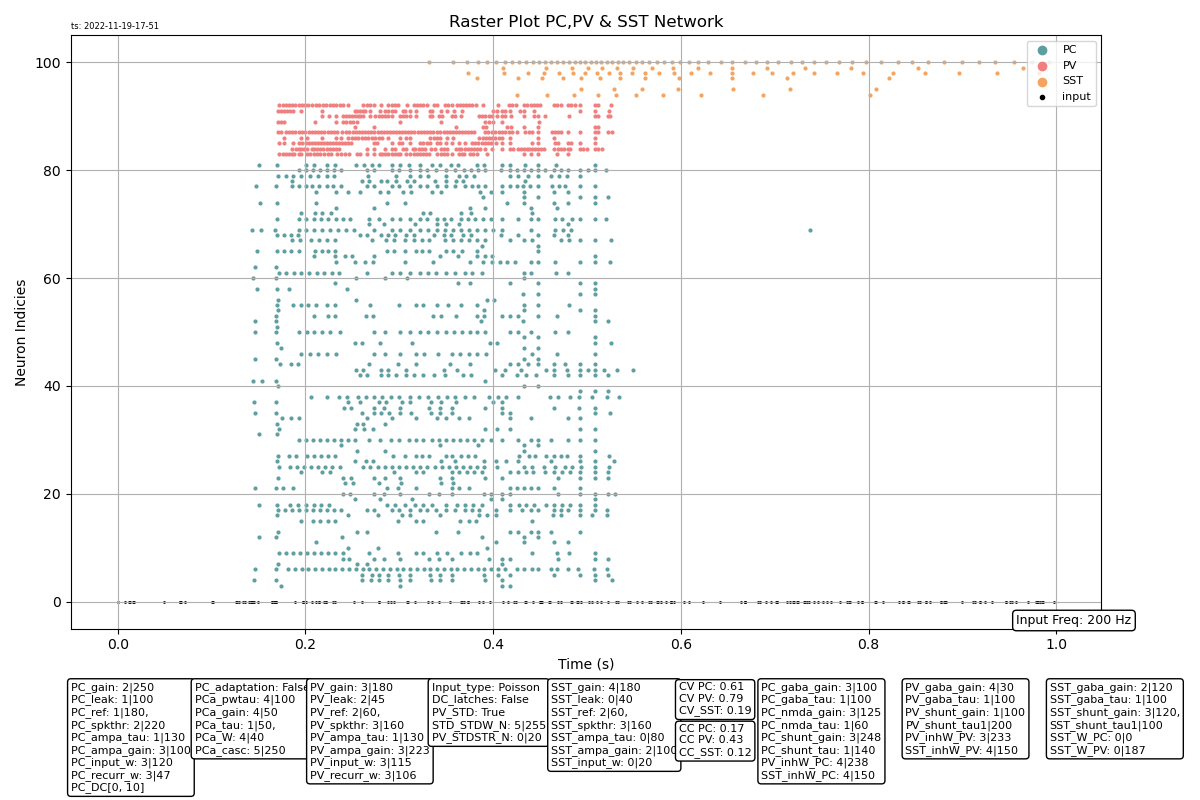 Raster Plot PC,PV & SST Network
ts: 2022-11-19-17-51
PC
PV
SST
input
100
80
60
40
20
0
Neuron Indicies
0.0 0.2 0.4 0.6 0.8 1.0
Input Freq: 200 Hz
Time (s)
PC_gain: 2|250
PC_leak: 1|100
PC_ref: 1|180,
PC_spkthr: 2|220
PC_ampa_tau: 1|130
PC_ampa_gain: 3|100
PC_input_w: 3|120
PC_recurr_w: 3|47
PC_DC[0, 10]
PC_adaptation: False
PCa_pwtau: 4|100
PCa_gain: 4|50
PCa_tau: 1|50,
PCa_W: 4|40
PCa_casc: 5|250
PV_gain: 3|180
PV_leak: 2|45
PV_ref: 2|60,
PV_spkthr: 3|160
PV_ampa_tau: 1|130
PV_ampa_gain: 3|223
PV_input_w: 3|115
PV_recurr_w: 3|106
Input_type: Poisson
DC_latches: False
PV_STD: True
STD_STDW_N: 5|255
PV_STDSTR_N: 0|20
SST_gain: 4|180
SST_leak: 0|40
SST_ref: 2|60,
SST_spkthr: 3|160
SST_ampa_tau: 0|80
SST_ampa_gain: 2|100
SST_input_w: 0|20
CV PC: 0.61
CV PV: 0.79
CV_SST: 0.19
CC PC: 0.17
CC PV: 0.43
CC_SST: 0.12
PC_gaba_gain: 3|100
PC_gaba_tau: 1|100
PC_nmda_gain: 3|125
PC_nmda_tau: 1|60
PC_shunt_gain: 3|248
PC_shunt_tau: 1|140
PV_inhW_PC: 4|238
SST_inhW_PC: 4|150
PV_gaba_gain: 4|30
PV_gaba_tau: 1|100
PV_shunt_gain: 1|100
PV_shunt_tau1|200
PV_inhW_PV: 3|233
SST_inhW_PV: 4|150
SST_gaba_gain: 2|120
SST_gaba_tau: 1|100
SST_shunt_gain: 3|120,
SST_shunt_tau1|100
SST_W_PC: 0|0
SST_W_PV: 0|187